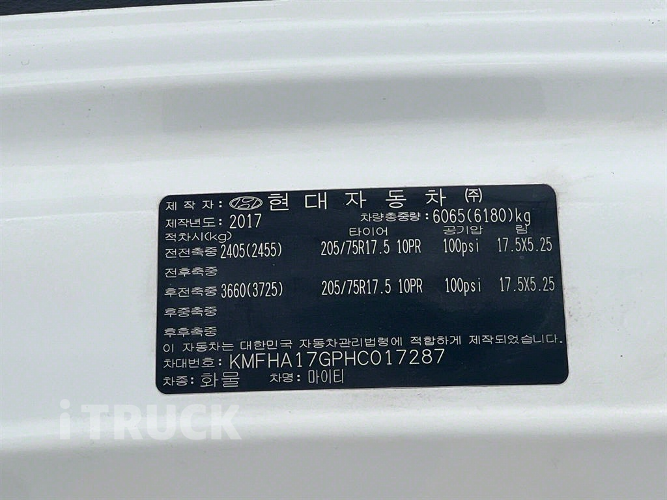 제 작 자: 현대자동차 ㈜
제작년도: 2017 차량총중량: 6065(6180)kg
적차시(kg) 타이어 공기압 림
전전축중 2405(2455) 205/75R17.5 10PR 100psi 17.5X5.25
전후축중
후전축중 3660(3725) 205/75R17.5 10PR 100psi 17.5X5.25
후중축중
후후축중
이 자동차는 대한민국 자동차관리법령에 적합하게 제작되었습니다.
차대번호: KMFHA17GPHC017287
차종: 화물 차명: 마이티
iTRUCK